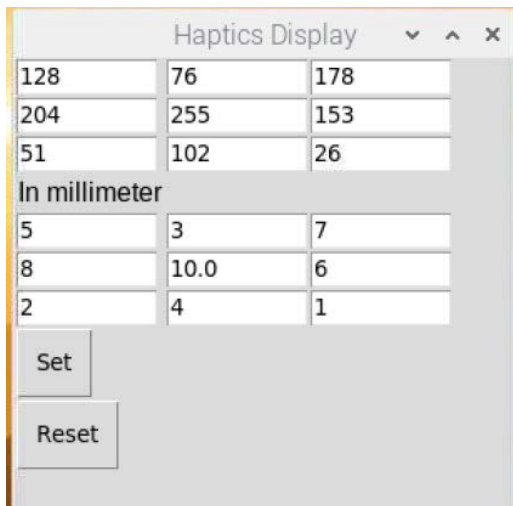 Haptics Display
128 76 178
204 255 153
51 102 26
In millimeter
5 3 7
8 10.0 6
2 4 1
Set
Reset